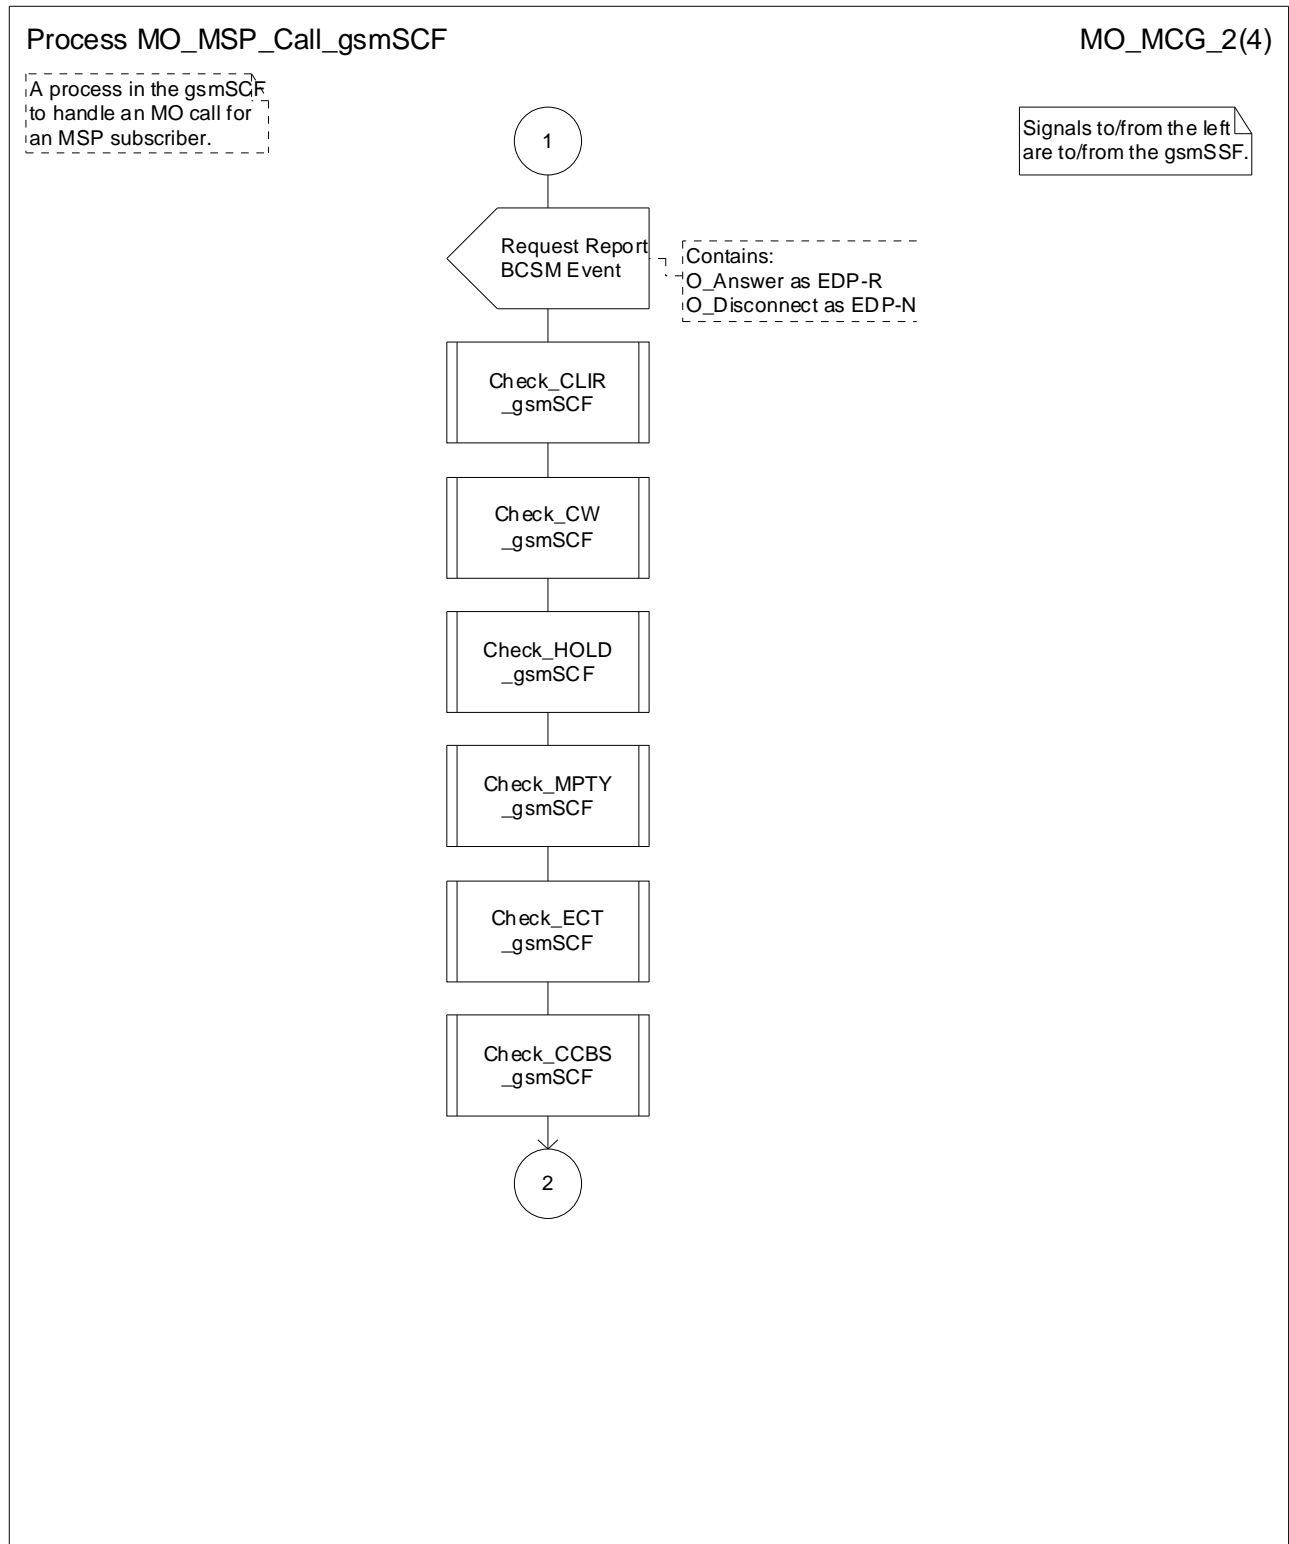 Process MO_MSP_Call_gsmSCF
MO_MCG_2(4)
A process in the gsmSCF
to handle an MO call for
an MSP subscriber.
Signals to/from the left
are to/from the gsmSSF.
1
Request Report
BCSM Event
Contains:
O_Answer as EDP-R
O_Disconnect as EDP-N
Check_CLIR
_gsmSCF
Check_CW
_gsmSCF
Check_HOLD
_gsmSCF
Check_MPTY
_gsmSCF
Check_ECT
_gsmSCF
Check_CCBS
_gsmSCF
2